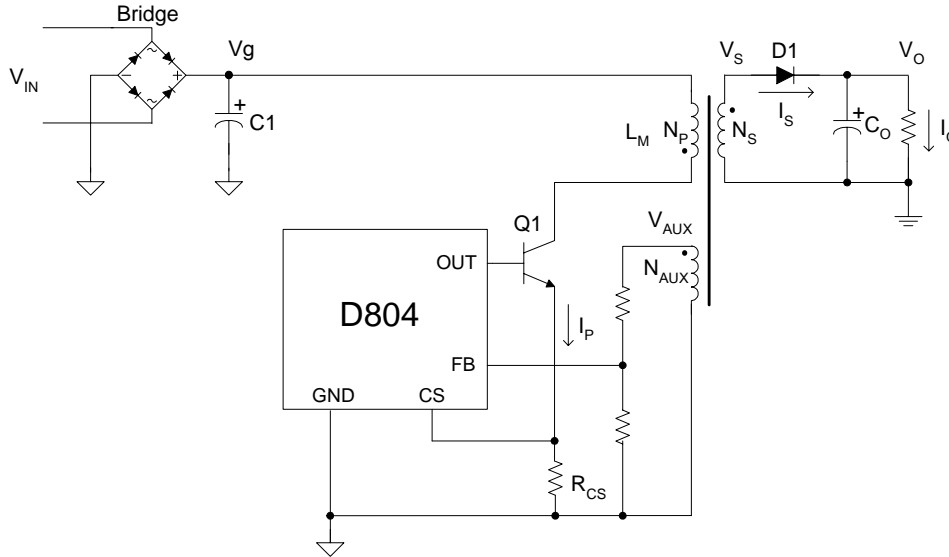 Bridge
V_IN
~
−
+
~
Vg
+
C1
L_M
N_P
V_S
N_S
D1
I_S
V_O
+
C_O
Q1
OUT
D804
FB
GND
CS
I_P
V_AUX
N_AUX
R_CS